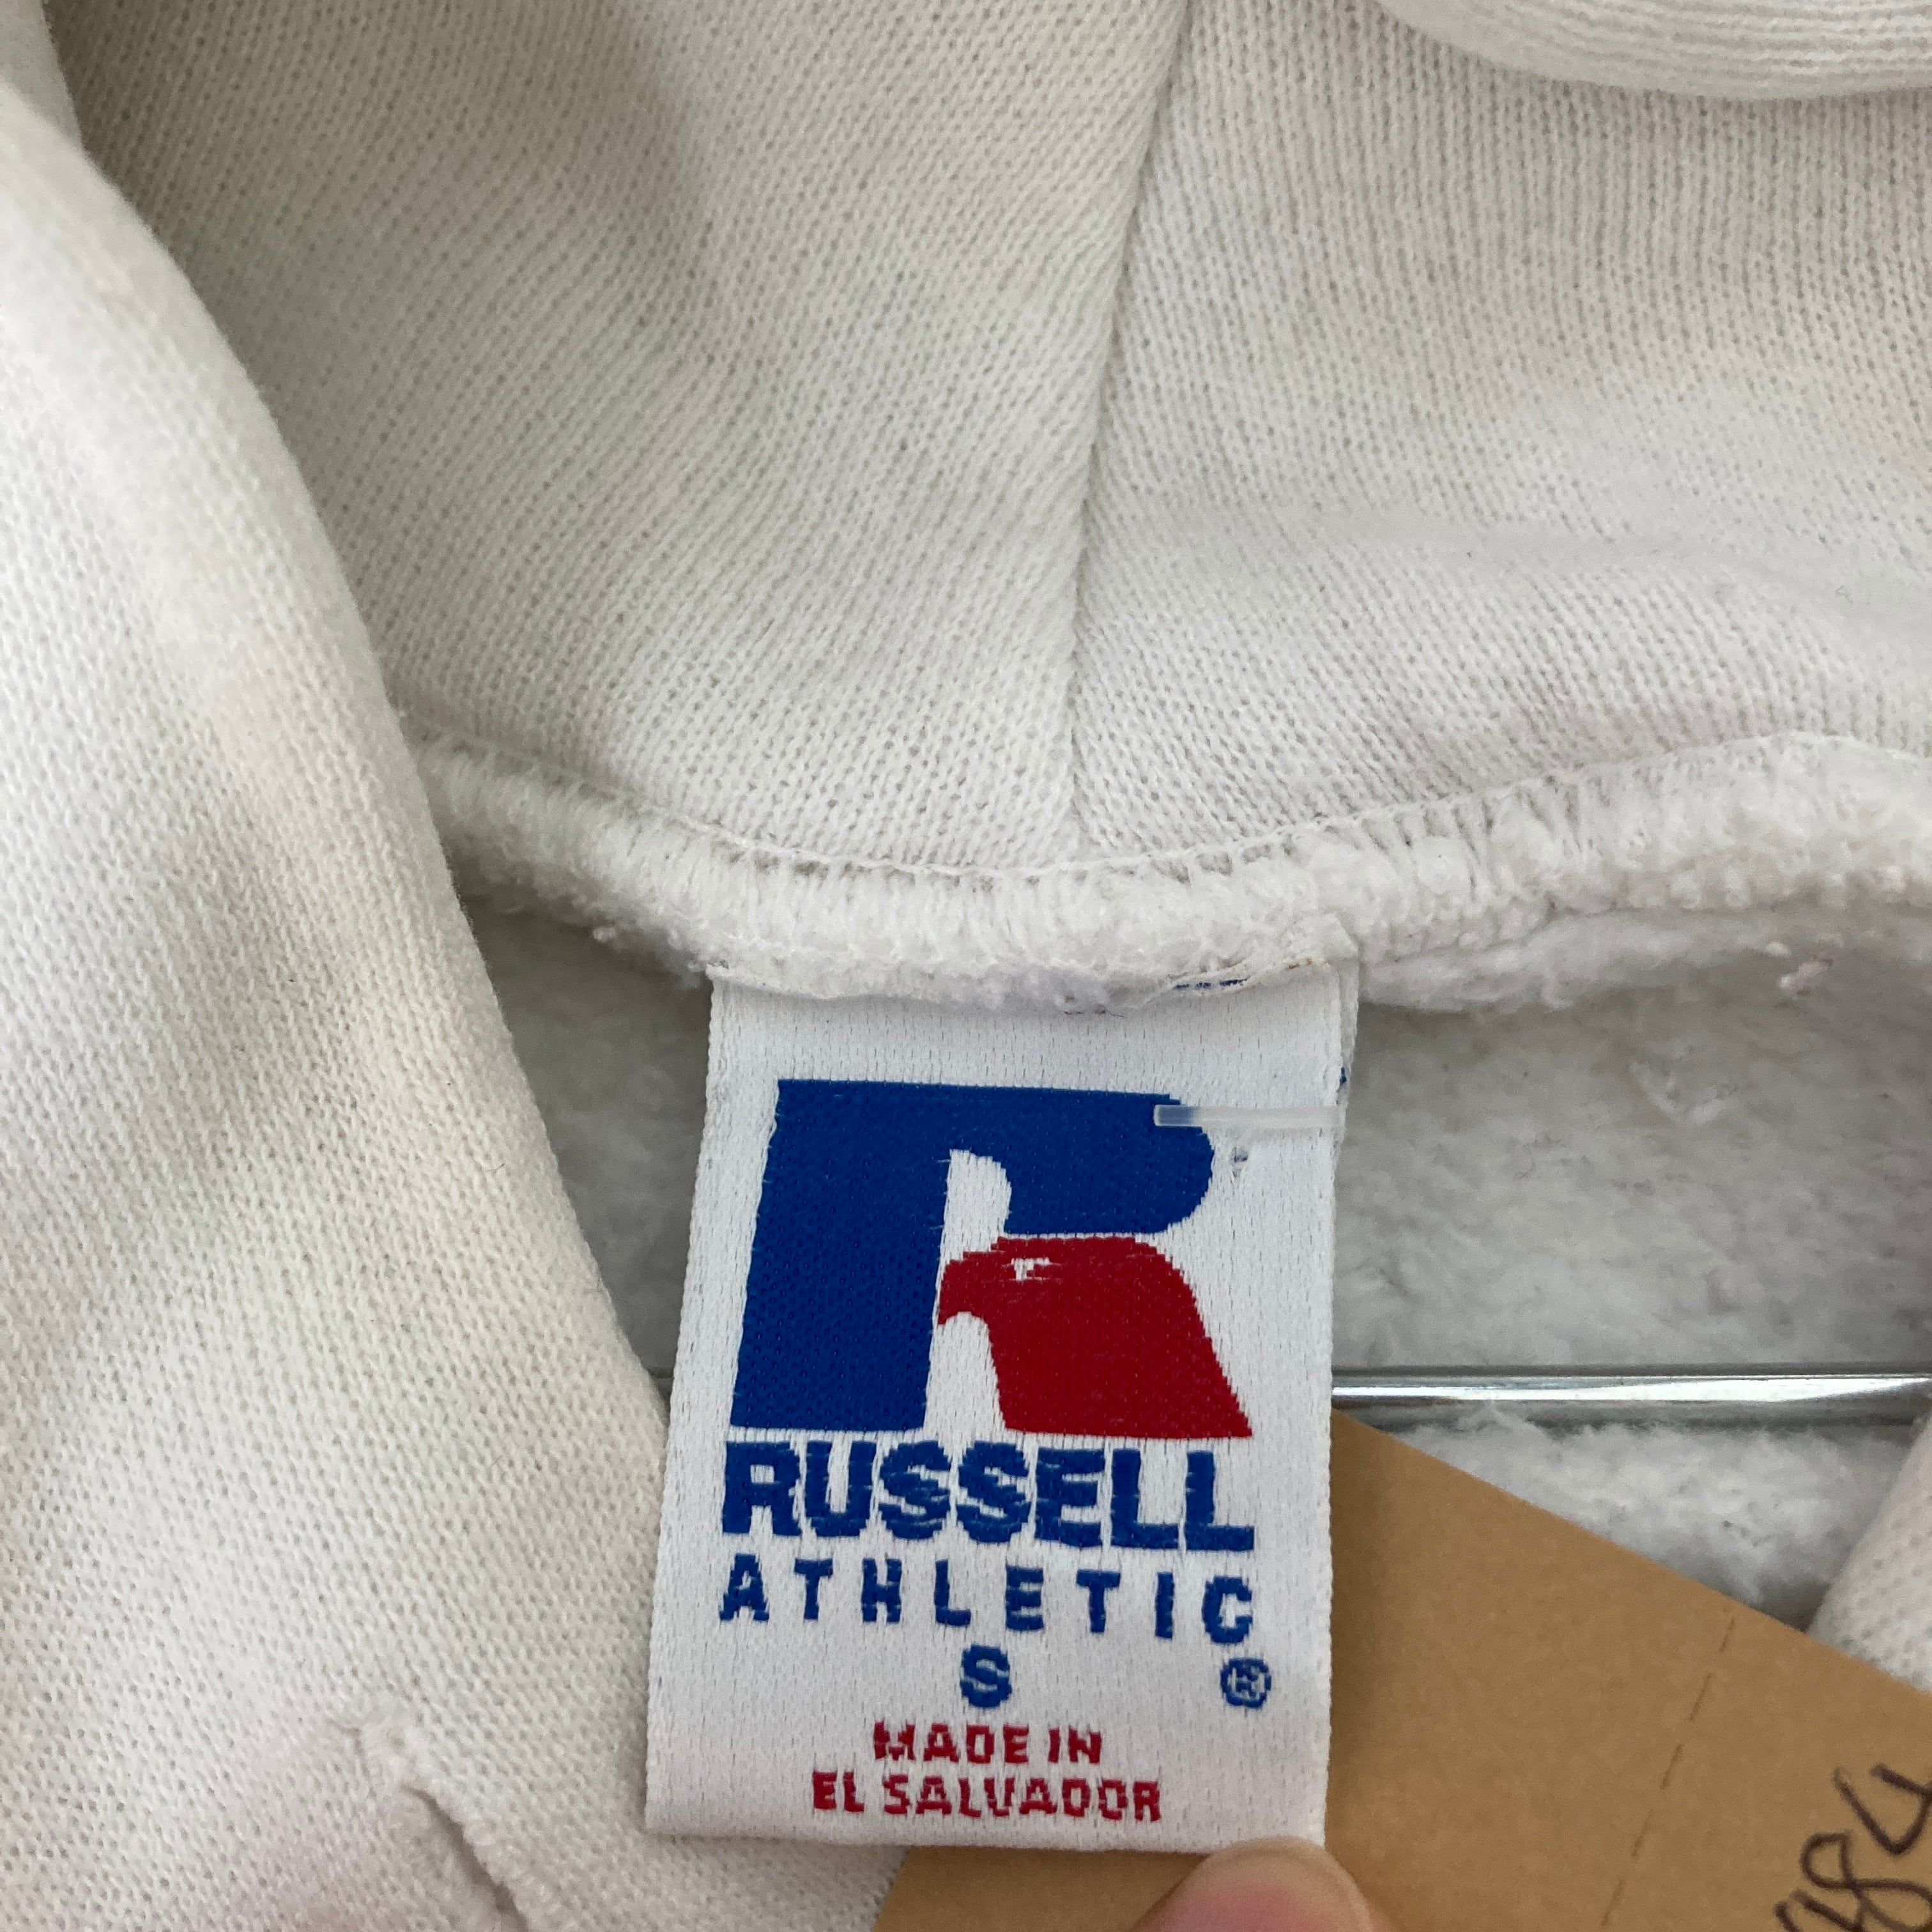 R
RUSSELL
ATHLETIC
S ®
MADE IN
EL SALVADOR